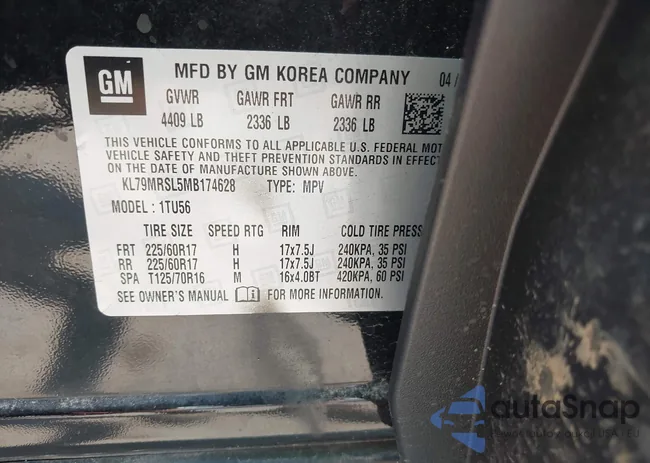 GM MFD BY GM KOREA COMPANY 04/
GVWR GAWR FRT GAWR RR
4409 LB 2336 LB 2336 LB
THIS VEHICLE CONFORMS TO ALL APPLICABLE U.S. FEDERAL MOT
VEHICLE SAFETY AND THEFT PREVENTION STANDARDS IN EFFEC
ON THE DATE OF MANUFACTURE SHOWN ABOVE.
KL79MRSL5MB174628 TYPE: MPV
MODEL : 1TU56
TIRE SIZE SPEED RTG RIM COLD TIRE PRESS
FRT 225/60R17 H 17x7.5J 240KPA, 35 PSI
RR 225/60R17 H 17x7.5J 240KPA, 35 PSI
SPA T125/70R16 M 16x4.0BT 420KPA, 60 PSI
SEE OWNER'S MANUAL FOR MORE INFORMATION.
autoSnap